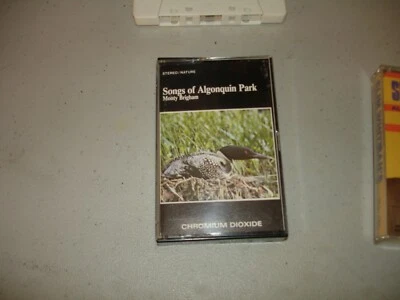 STEREO/NATURE
Songs of Algonquin Park
Monty Brigham
CHROMIUM DIOXIDE